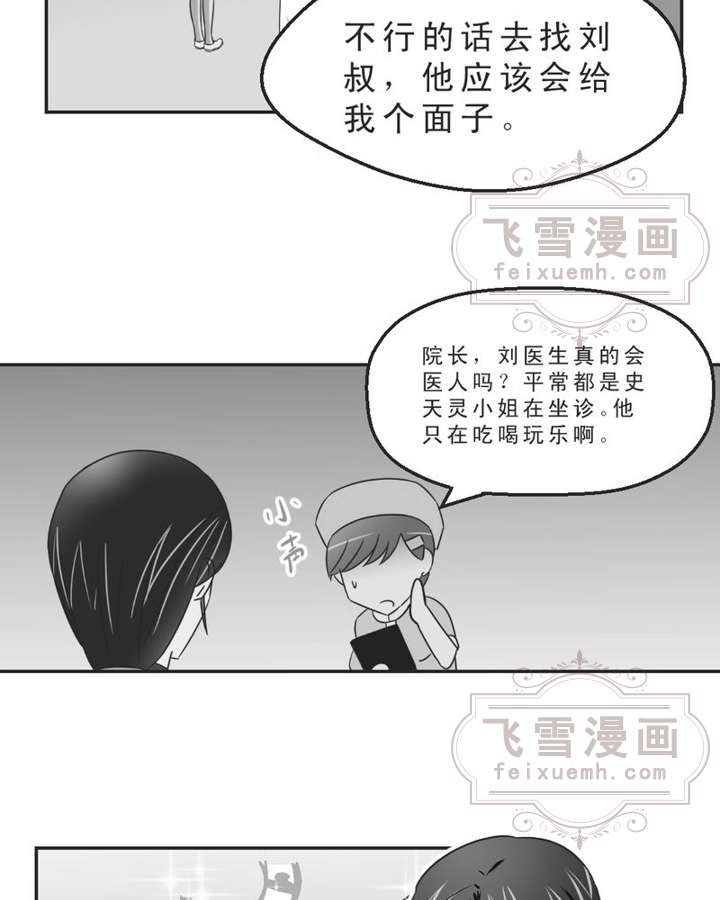 不行的话去找刘
叔，他应该会给
我个面子。
飞雪漫画
feixuemh.com
院长，刘医生真的会
医人吗？平常都是史
天灵小姐在坐诊。他
只在吃喝玩乐啊。
小声
飞雪漫画
feixuemh.com